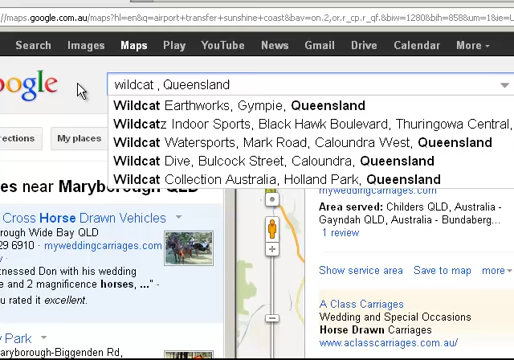 ://maps.google.com.au/maps?hl=en&q=airport+transfer+sunshine+coast&bav=on.2,or.r_cp.r_qf.&biw=1280&bih=858&um=1&ie=U
Search Images Maps Play YouTube News Gmail Drive Calendar More
oogle
wildcat , Queensland
Wildcat Earthworks, Gympie, Queensland
Wildcatz Indoor Sports, Black Hawk Boulevard, Thuringowa Central,
Wildcat Watersports, Mark Road, Caloundra West, Queensland
Wildcat Dive, Bulcock Street, Caloundra, Queensland
Wildcat Collection Australia, Holland Park, Queensland
rections My places
es near Maryborough QLD
Cross Horse Drawn Vehicles
rough Wide Bay QLD
29 6910 - myweddingcarriages.com
tnessed Don with his wedding
e and 2 magnificence horses, ..." -
u rated it excellent.
y Park
Maryborough-Biggenden Rd,
myweddingcarriages.com
Area served: Childers QLD, Australia -
Gayndah QLD, Australia - Bundaberg...
1 review
Show service area Save to map more
A Class Carriages
Wedding and Special Occasions
Horse Drawn Carriages
www.aclasscarriages.com.au/